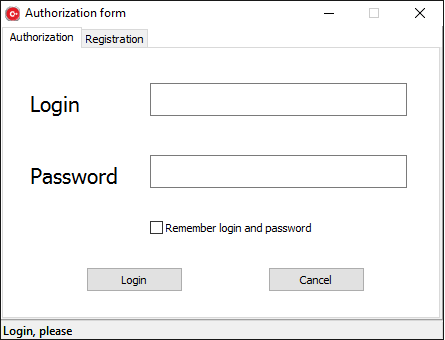 Authorization form
Authorization
Registration
Login
Password
Remember login and password
Login
Cancel
Login, please